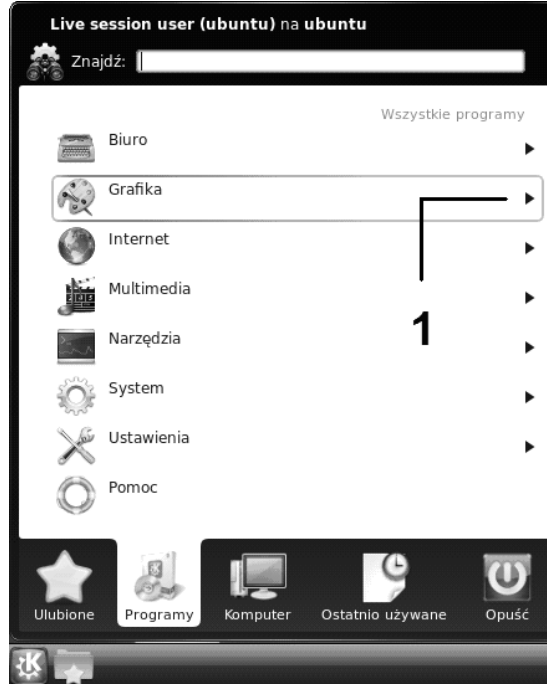 Live session user (ubuntu) na ubuntu
Znajdź:
Wszystkie programy
Biuro
Grafika
Internet
1
Multimedia
Narzędzia
System
Ustawienia
Pomoc
Ulubione Programy Komputer Ostatnio używane Opuść